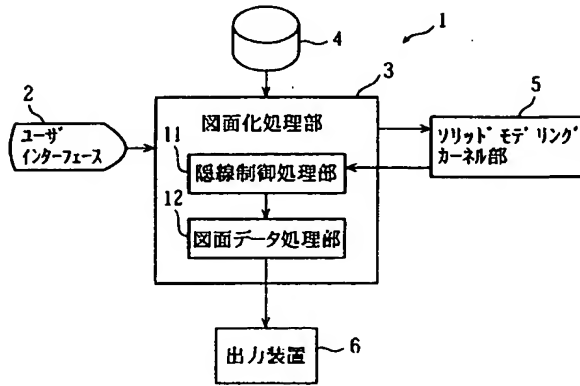 4
1
2
ユーザ
インターフェース
3
図面化処理部
11
隠線制御処理部
12
図面データ処理部
5
ソリッドモデリング
カーネル部
出力装置
6